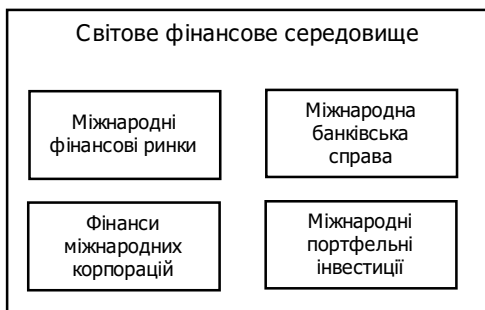 Світове фінансове середовище
Міжнародні
фінансові ринки
Міжнародна
банківська
справа
Фінанси
міжнародних
корпорацій
Міжнародні
портфельні
інвестиції